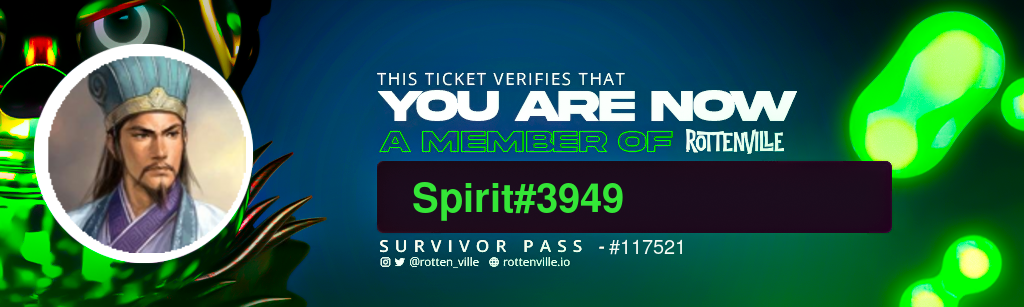 THIS TICKET VERIFIES THAT
YOU ARE NOW
A MEMBER OF ROTTENVILLE
Spirit#3949
SURVIVOR PASS - #117521
@rotten_ville rottenville.io